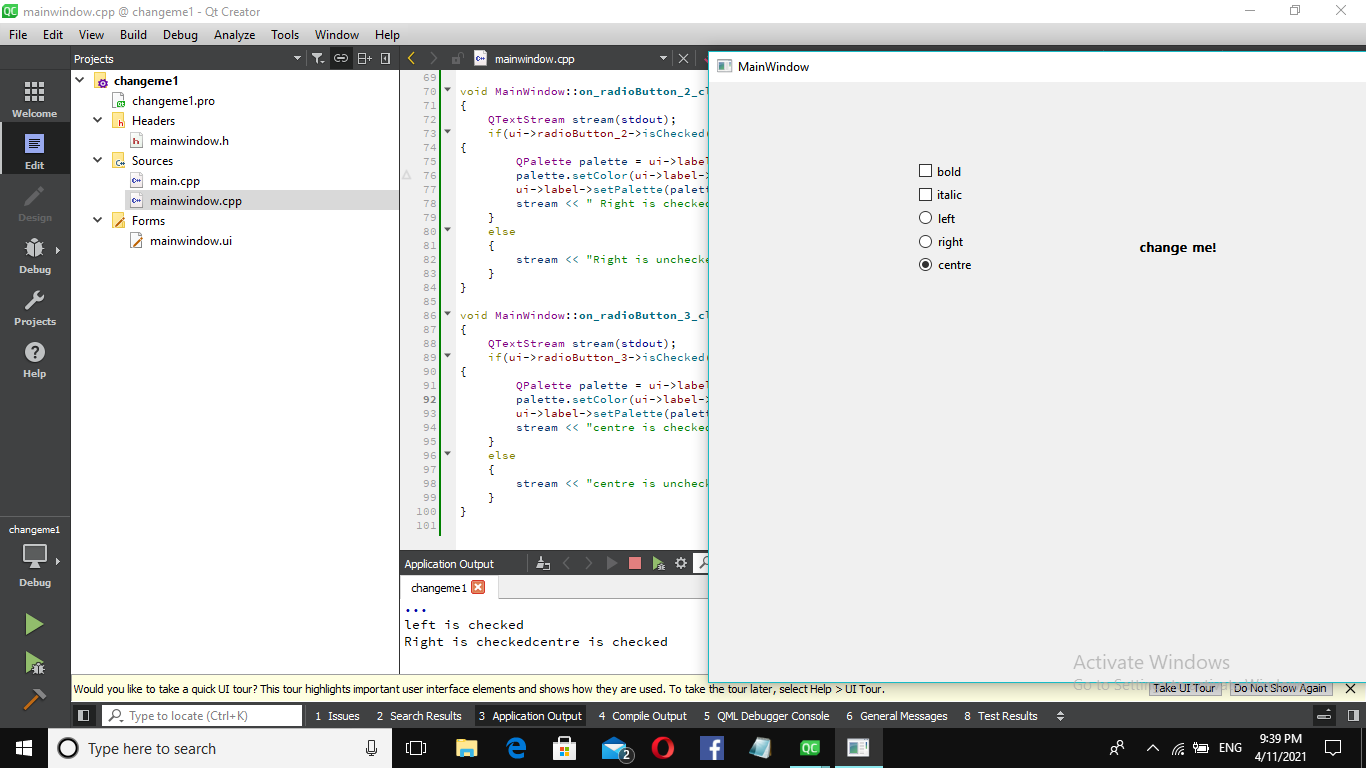 mainwindow.cpp @ changeme1 - Qt Creator
File Edit View Build Debug Analyze Tools Window Help
Projects
mainwindow.cpp
MainWindow
Welcome
Edit
Design
Debug
Projects
Help
changeme1
Debug
changeme1
changeme1.pro
Headers
mainwindow.h
Sources
main.cpp
mainwindow.cpp
Forms
mainwindow.ui
69
70 void MainWindow::on_radioButton_2_cl
71 {
72 QTextStream stream(stdout);
73 if(ui->radioButton_2->isChecked(
74 {
75 QPalette palette = ui->label
76 palette.setColor(ui->label->
77 ui->label->setPalette(palett
78 stream << " Right is checked
79 }
80 else
81 {
82 stream << "Right is unchecke
83 }
84 }
85
86 void MainWindow::on_radioButton_3_cl
87 {
88 QTextStream stream(stdout);
89 if(ui->radioButton_3->isChecked(
90 {
91 QPalette palette = ui->label
92 palette.setColor(ui->label->
93 ui->label->setPalette(palett
94 stream << "centre is checked
95 }
96 else
97 {
98 stream << "centre is uncheck
99 }
100 }
101
bold
italic
left
right
centre
change me!
Application Output
changeme1
...
left is checked
Right is checkedcentre is checked
Activate Windows
Would you like to take a quick UI tour? This tour highlights important user interface elements and shows how they are used. To take the tour later, select Help > UI Tour.
Take UI Tour Do Not Show Again
Type to locate (Ctrl+K) 1 Issues 2 Search Results 3 Application Output 4 Compile Output 5 QML Debugger Console 6 General Messages 8 Test Results
Type here to search
2
QC
ENG
9:39 PM
4/11/2021